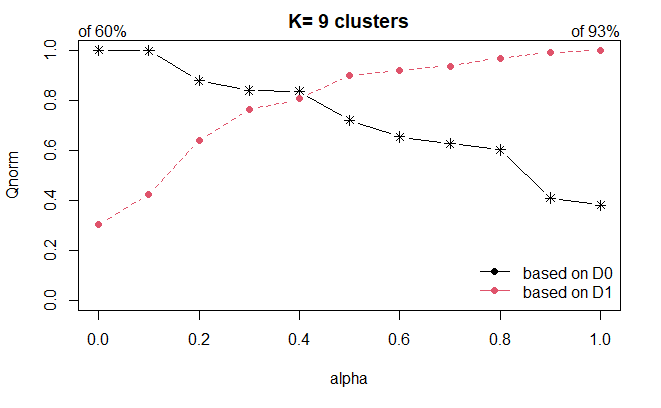 K= 9 clusters
of 60%
of 93%
Qnorm
1.0
0.8
0.6
0.4
0.2
0.0
based on D0
based on D1
0.0 0.2 0.4 0.6 0.8 1.0
alpha